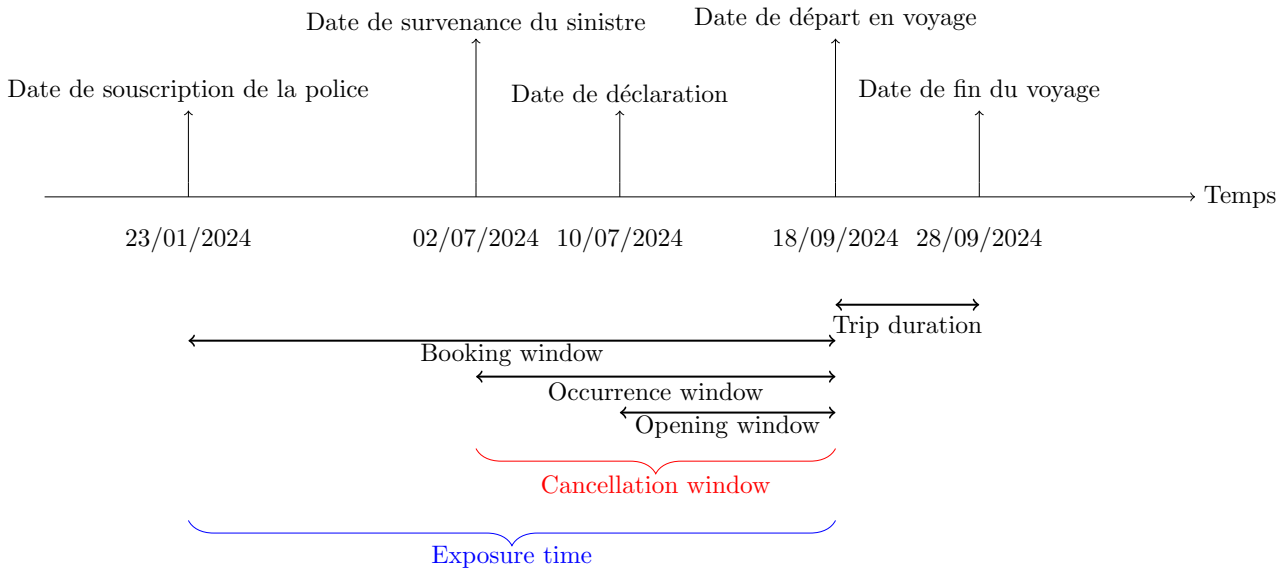 Date de départ en voyage
Date de survenance du sinistre
Date de souscription de la police
Date de déclaration
Date de fin du voyage
Temps
23/01/2024
02/07/2024
10/07/2024
18/09/2024
28/09/2024
Trip duration
Booking window
Occurrence window
Opening window
Cancellation window
Exposure time